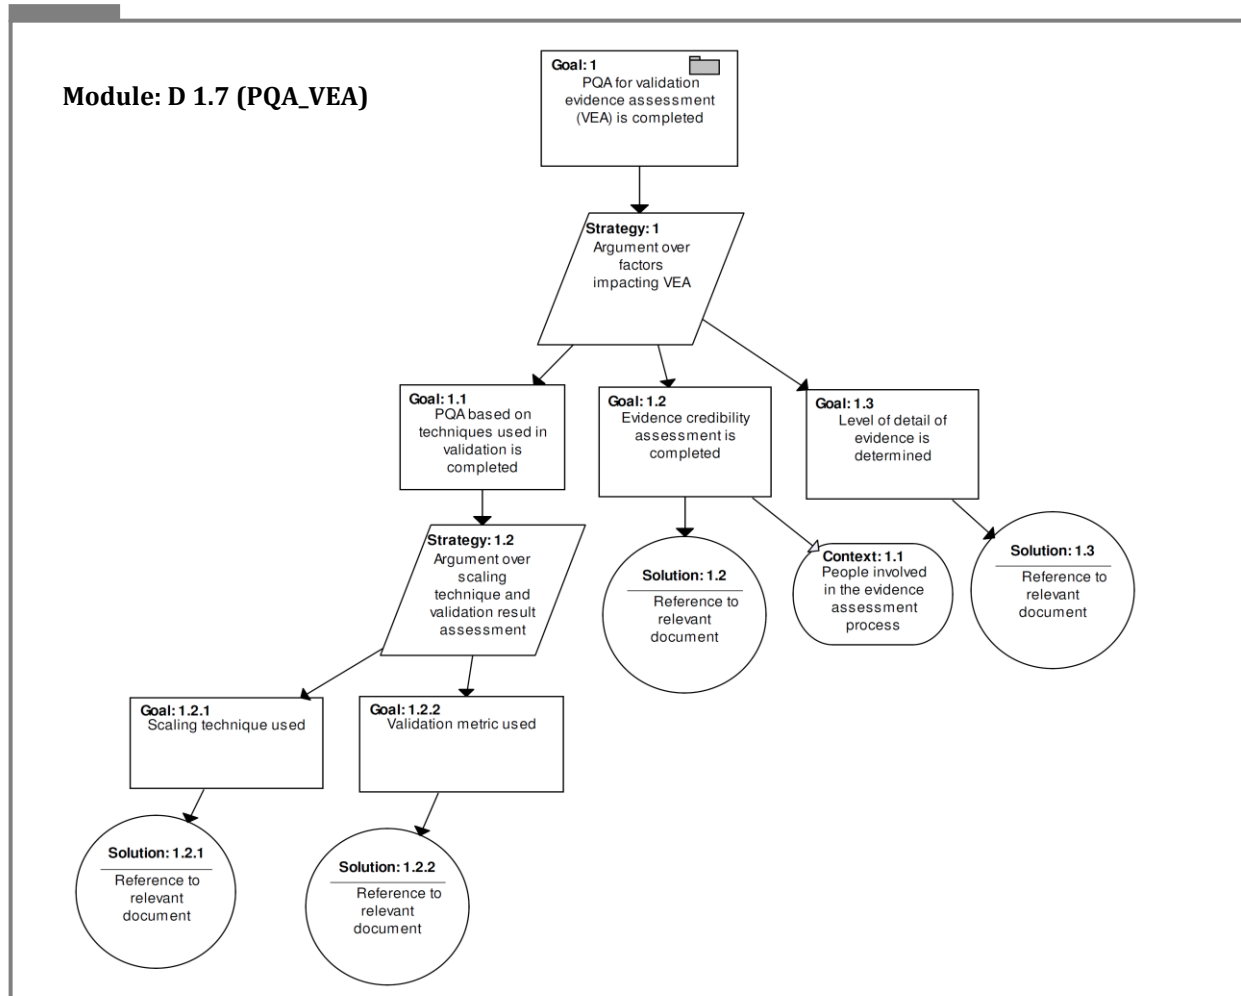 Module: D 1.7 (PQA_VEA)
Goal: 1
PQA for validation
evidence assessment
(VEA) is completed
Strategy: 1
Argument over
factors
impacting VEA
Goal: 1.1
PQA based on
techniques used in
validation is
completed
Goal: 1.2
Evidence credibility
assessment is
completed
Goal: 1.3
Level of detail of
evidence is
determined
Strategy: 1.2
Argument over
scaling
technique and
validation result
assessment
Solution: 1.2
Reference to
relevant
document
Context: 1.1
People involved
in the evidence
assessment
process
Solution: 1.3
Reference to
relevant
document
Goal: 1.2.1
Scaling technique used
Goal: 1.2.2
Validation metric used
Solution: 1.2.1
Reference to
relevant
document
Solution: 1.2.2
Reference to
relevant
document